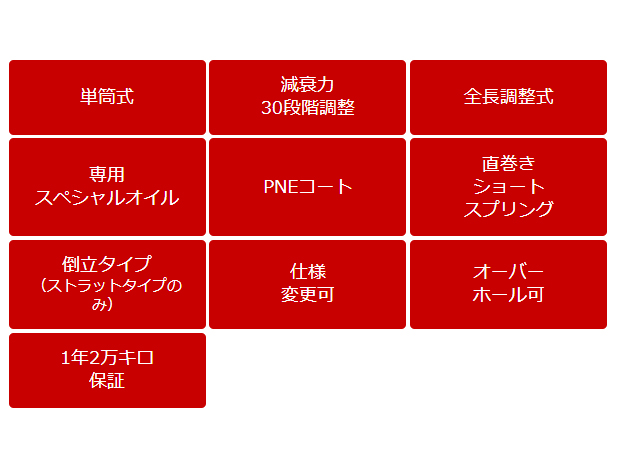 単筒式
減衰力
30段階調整
全長調整式
専用
スペシャルオイル
PNEコート
直巻き
ショート
スプリング
倒立タイプ
（ストラットタイプの
み）
仕様
変更可
オーバー
ホール可
1年2万キロ
保証